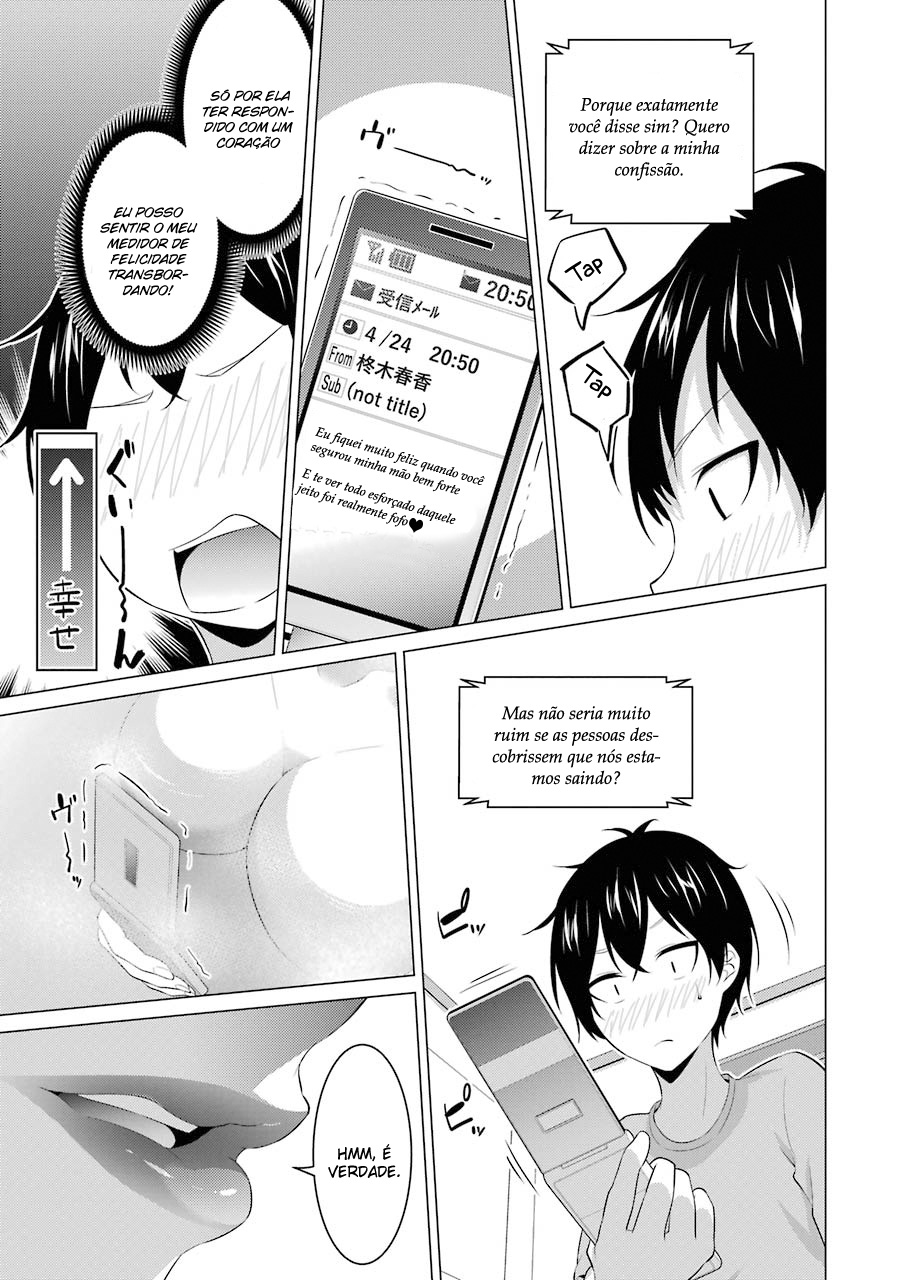 Porque exatamente
você disse sim? Quero
dizer sobre a minha
confissão.
Tap
Tap
ヴーーッ
20:50
受信メール
4/24 20:50
From 柊木春香
Sub (not title)
Eu fiquei muito feliz quando você
segurou minha mão bem forte
E te ver todo esforçado daquele
jeito foi realmente fofo♥
SÓ POR ELA
TER RESPON-
DIDO COM UM
CORAÇÃO
EU POSSO
SENTIR O MEU
MEDIDOR DE
FELICIDADE
TRANSBOR-
DANDO!
幸せ
ぐーーん
Mas não seria muito
ruim se as pessoas des-
cobrissem que nós esta-
mos saindo?
ピッ
ピッ
ヴーーッ
HMM, É
VERDADE.